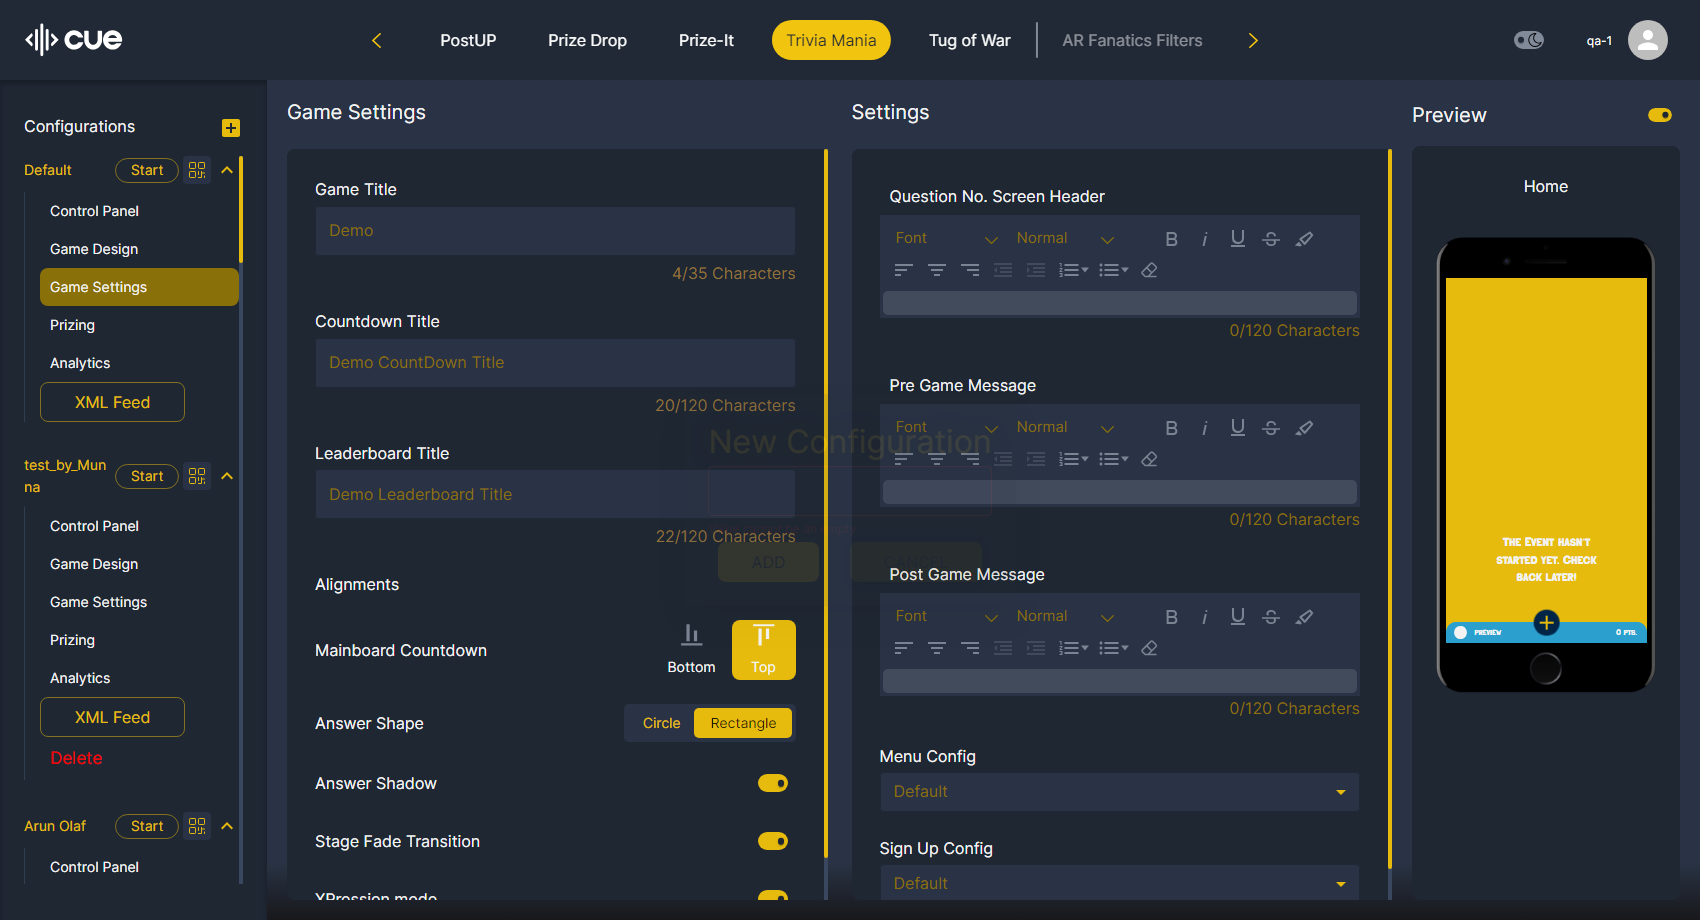 cue
PostUP
Prize Drop
Prize-It
Trivia Mania
Tug of War
AR Fanatics Filters
qa-1
Configurations
Default
Start
Control Panel
Game Design
Game Settings
Prizing
Analytics
XML Feed
test_by_Mun
na
Start
Control Panel
Game Design
Game Settings
Prizing
Analytics
XML Feed
Delete
Arun Olaf
Start
Control Panel
Game Settings
Game Title
Demo
4/35 Characters
Countdown Title
Demo CountDown Title
20/120 Characters
Leaderboard Title
Demo Leaderboard Title
22/120 Characters
Alignments
Mainboard Countdown
Bottom
Top
Answer Shape
Circle
Rectangle
Answer Shadow
Stage Fade Transition
XPression mode
New Configuration
ADD
CANCEL
Settings
Question No. Screen Header
Font
Normal
0/120 Characters
Pre Game Message
Font
Normal
0/120 Characters
Post Game Message
Font
Normal
0/120 Characters
Menu Config
Default
Sign Up Config
Default
Preview
Home
The Event hasn't
started yet. Check
back later!
PREVIEW
0 PTS.